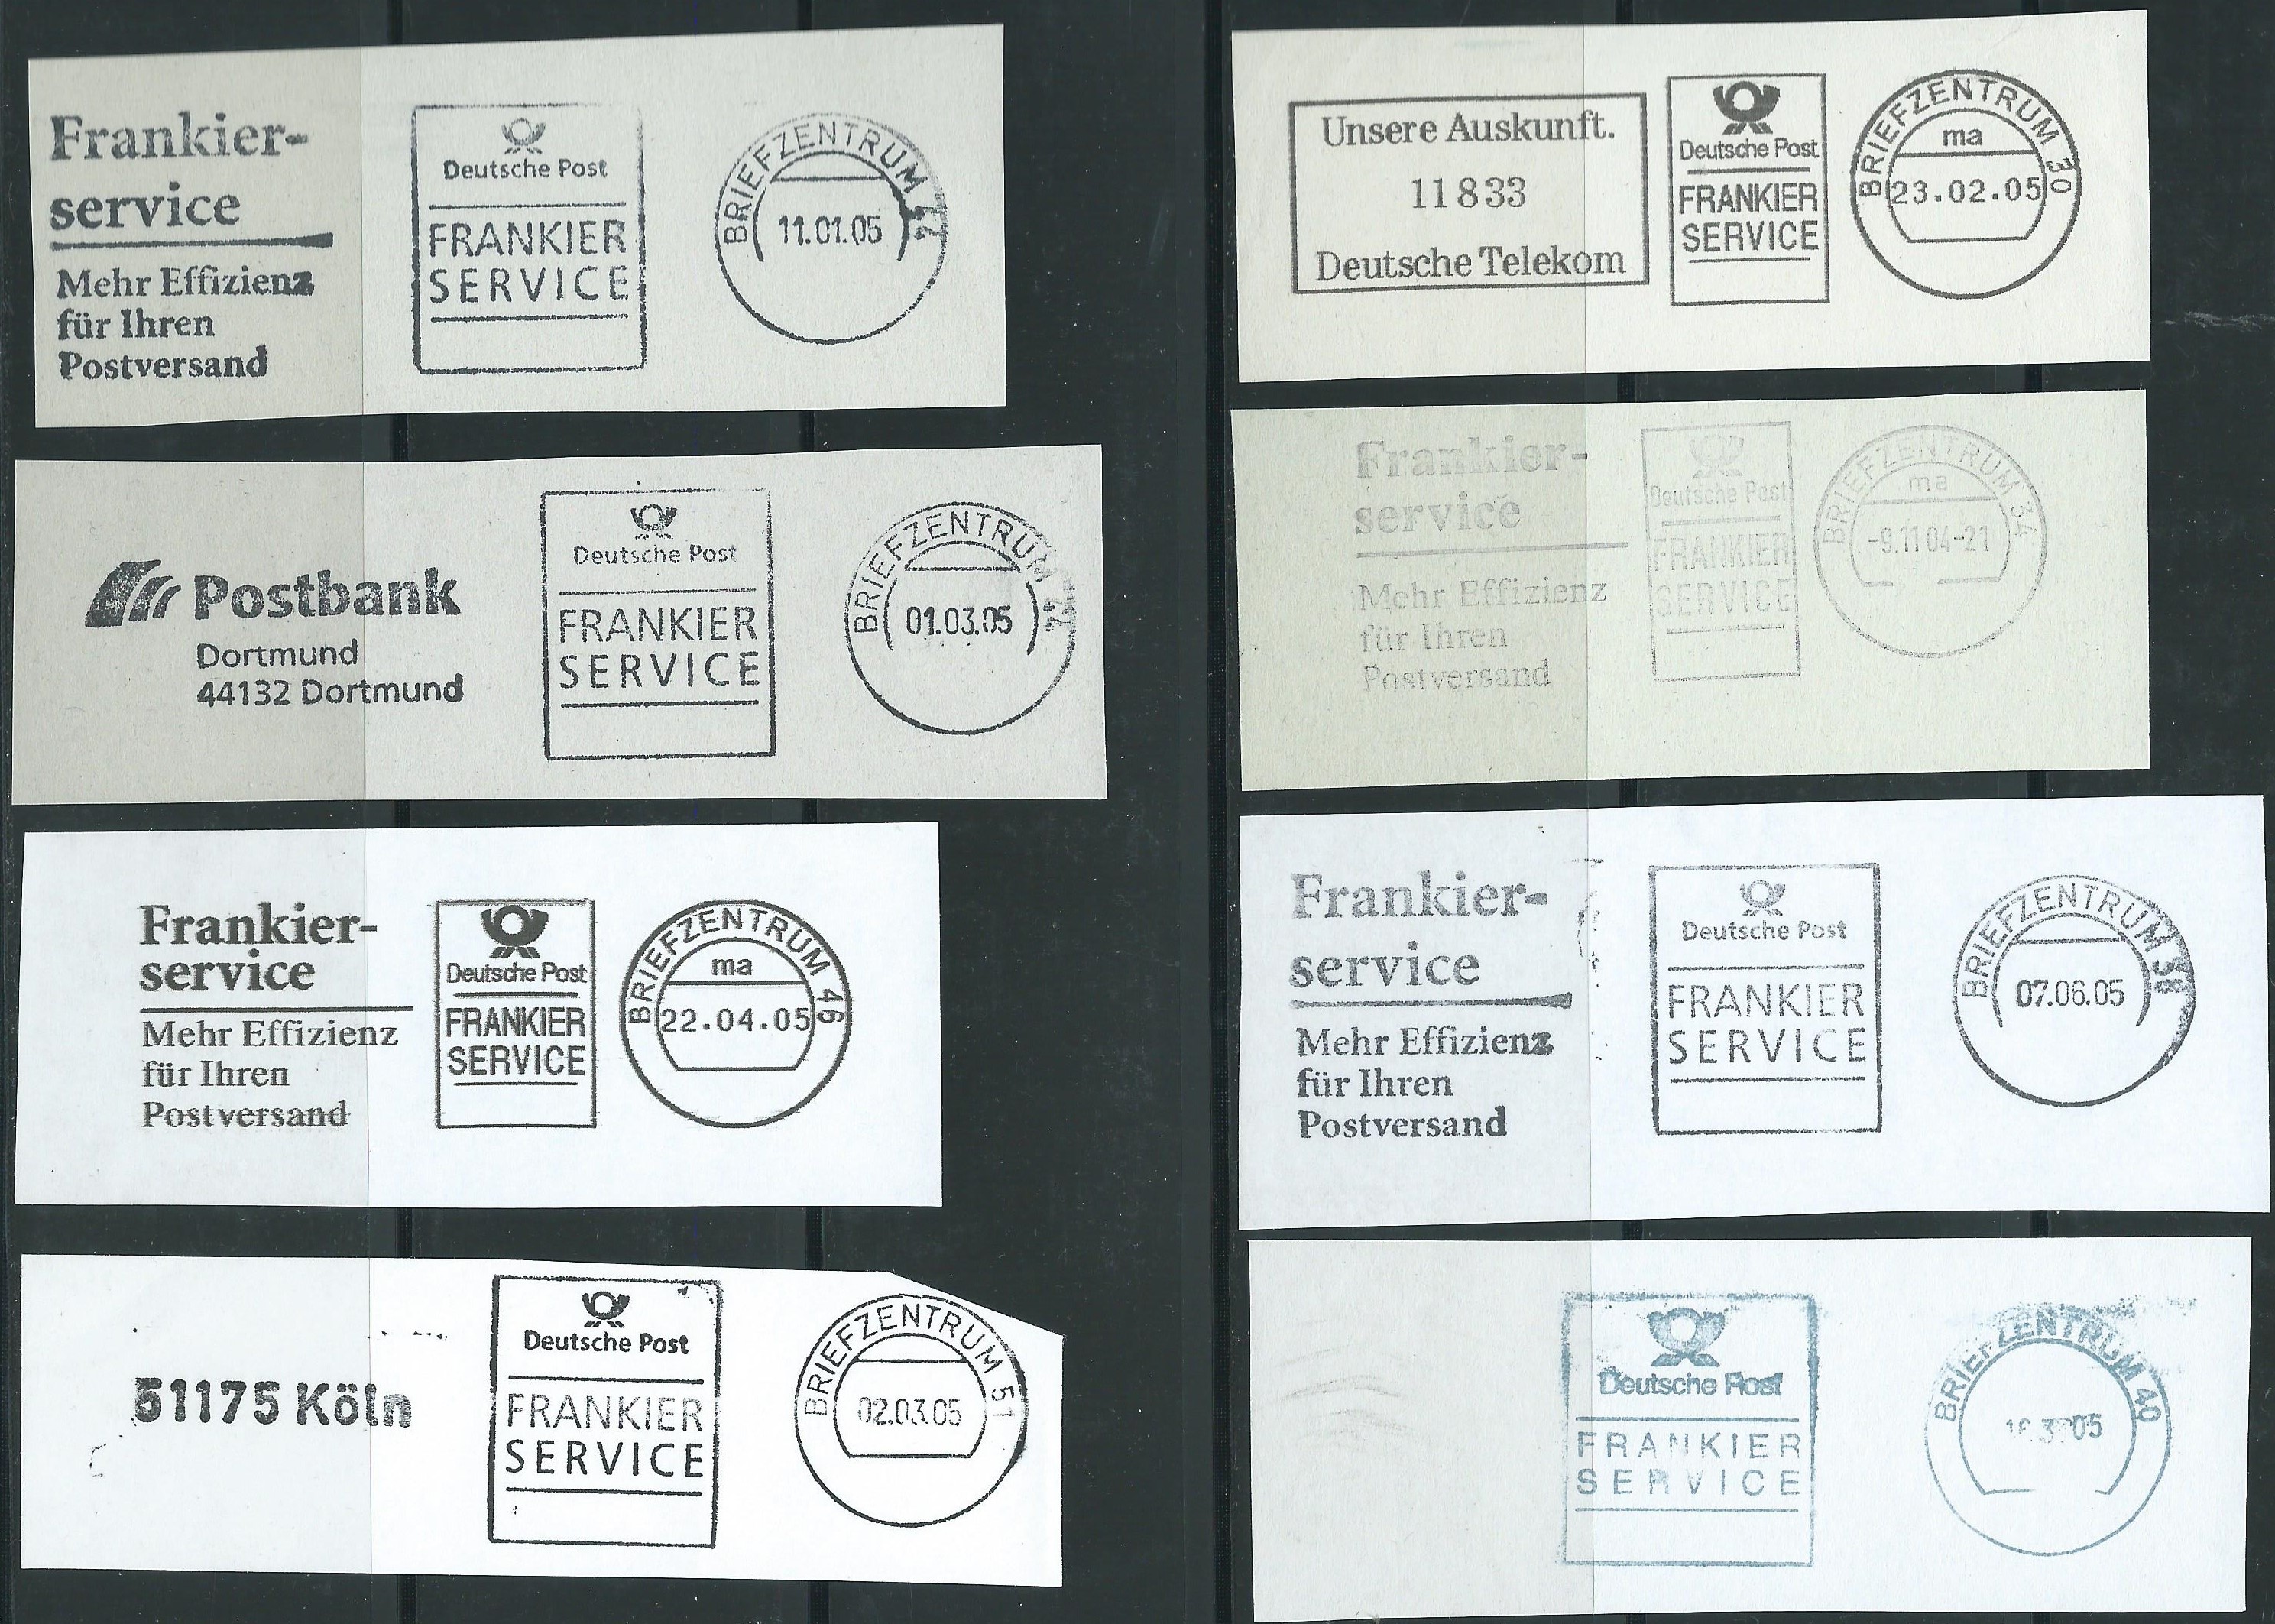 Frankier-
service
Mehr Effizienz
für Ihren
Postversand
Deutsche Post
FRANKIER
SERVICE
BRIEFZENTRUM
11.01.05
Postbank
Dortmund
44132 Dortmund
Deutsche Post
FRANKIER
SERVICE
BRIEFZENTRUM
01.03.05
Frankier-
service
Mehr Effizienz
für Ihren
Postversand
Deutsche Post
FRANKIER
SERVICE
BRIEFZENTRUM 46
ma
22.04.05
51175 Köln
Deutsche Post
FRANKIER
SERVICE
BRIEFZENTRUM 51
02.03.05
Unsere Auskunft.
11833
Deutsche Telekom
Deutsche Post
FRANKIER
SERVICE
BRIEFZENTRUM 30
ma
23.02.05
Frankier-
service
Mehr Effizienz
für Ihren
Postversand
Deutsche Post
FRANKIER
SERVICE
BRIEFZENTRUM 34
ma
-9.11 04-21
Frankier-
service
Mehr Effizienz
für Ihren
Postversand
Deutsche Post
FRANKIER
SERVICE
BRIEFZENTRUM 38
07.06.05
Deutsche Post
FRANKIER
SERVICE
BRIEFZENTRUM 40